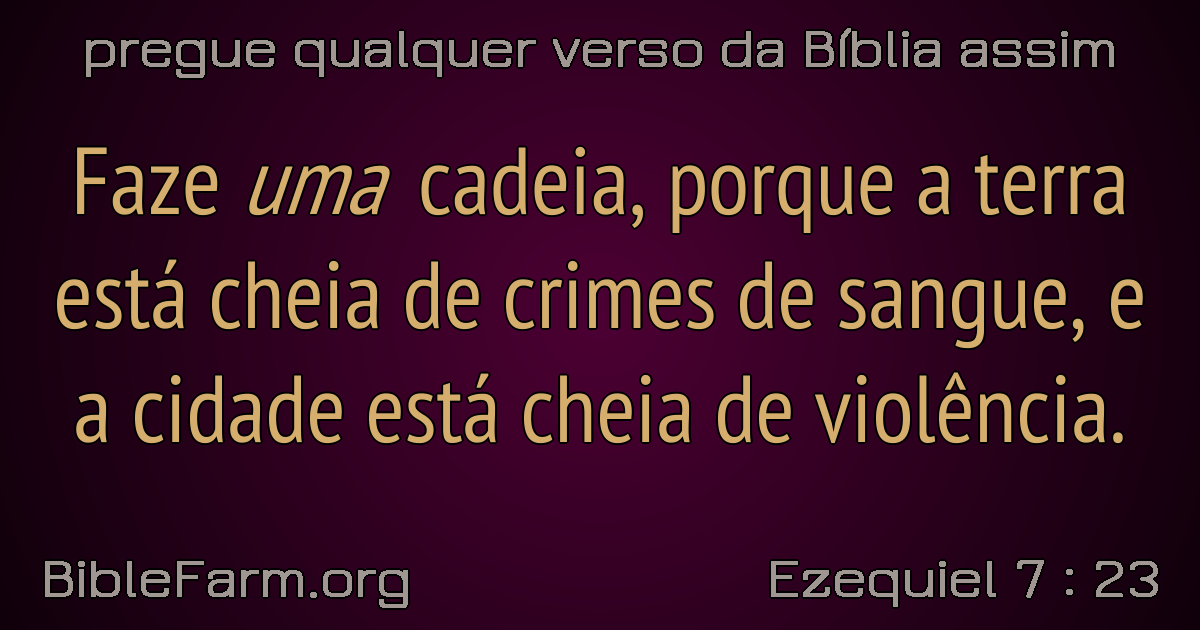 pregue qualquer verso da Bíblia assim
Faze uma cadeia, porque a terra
está cheia de crimes de sangue, e
a cidade está cheia de violência.
BibleFarm.org
Ezequiel 7 : 23